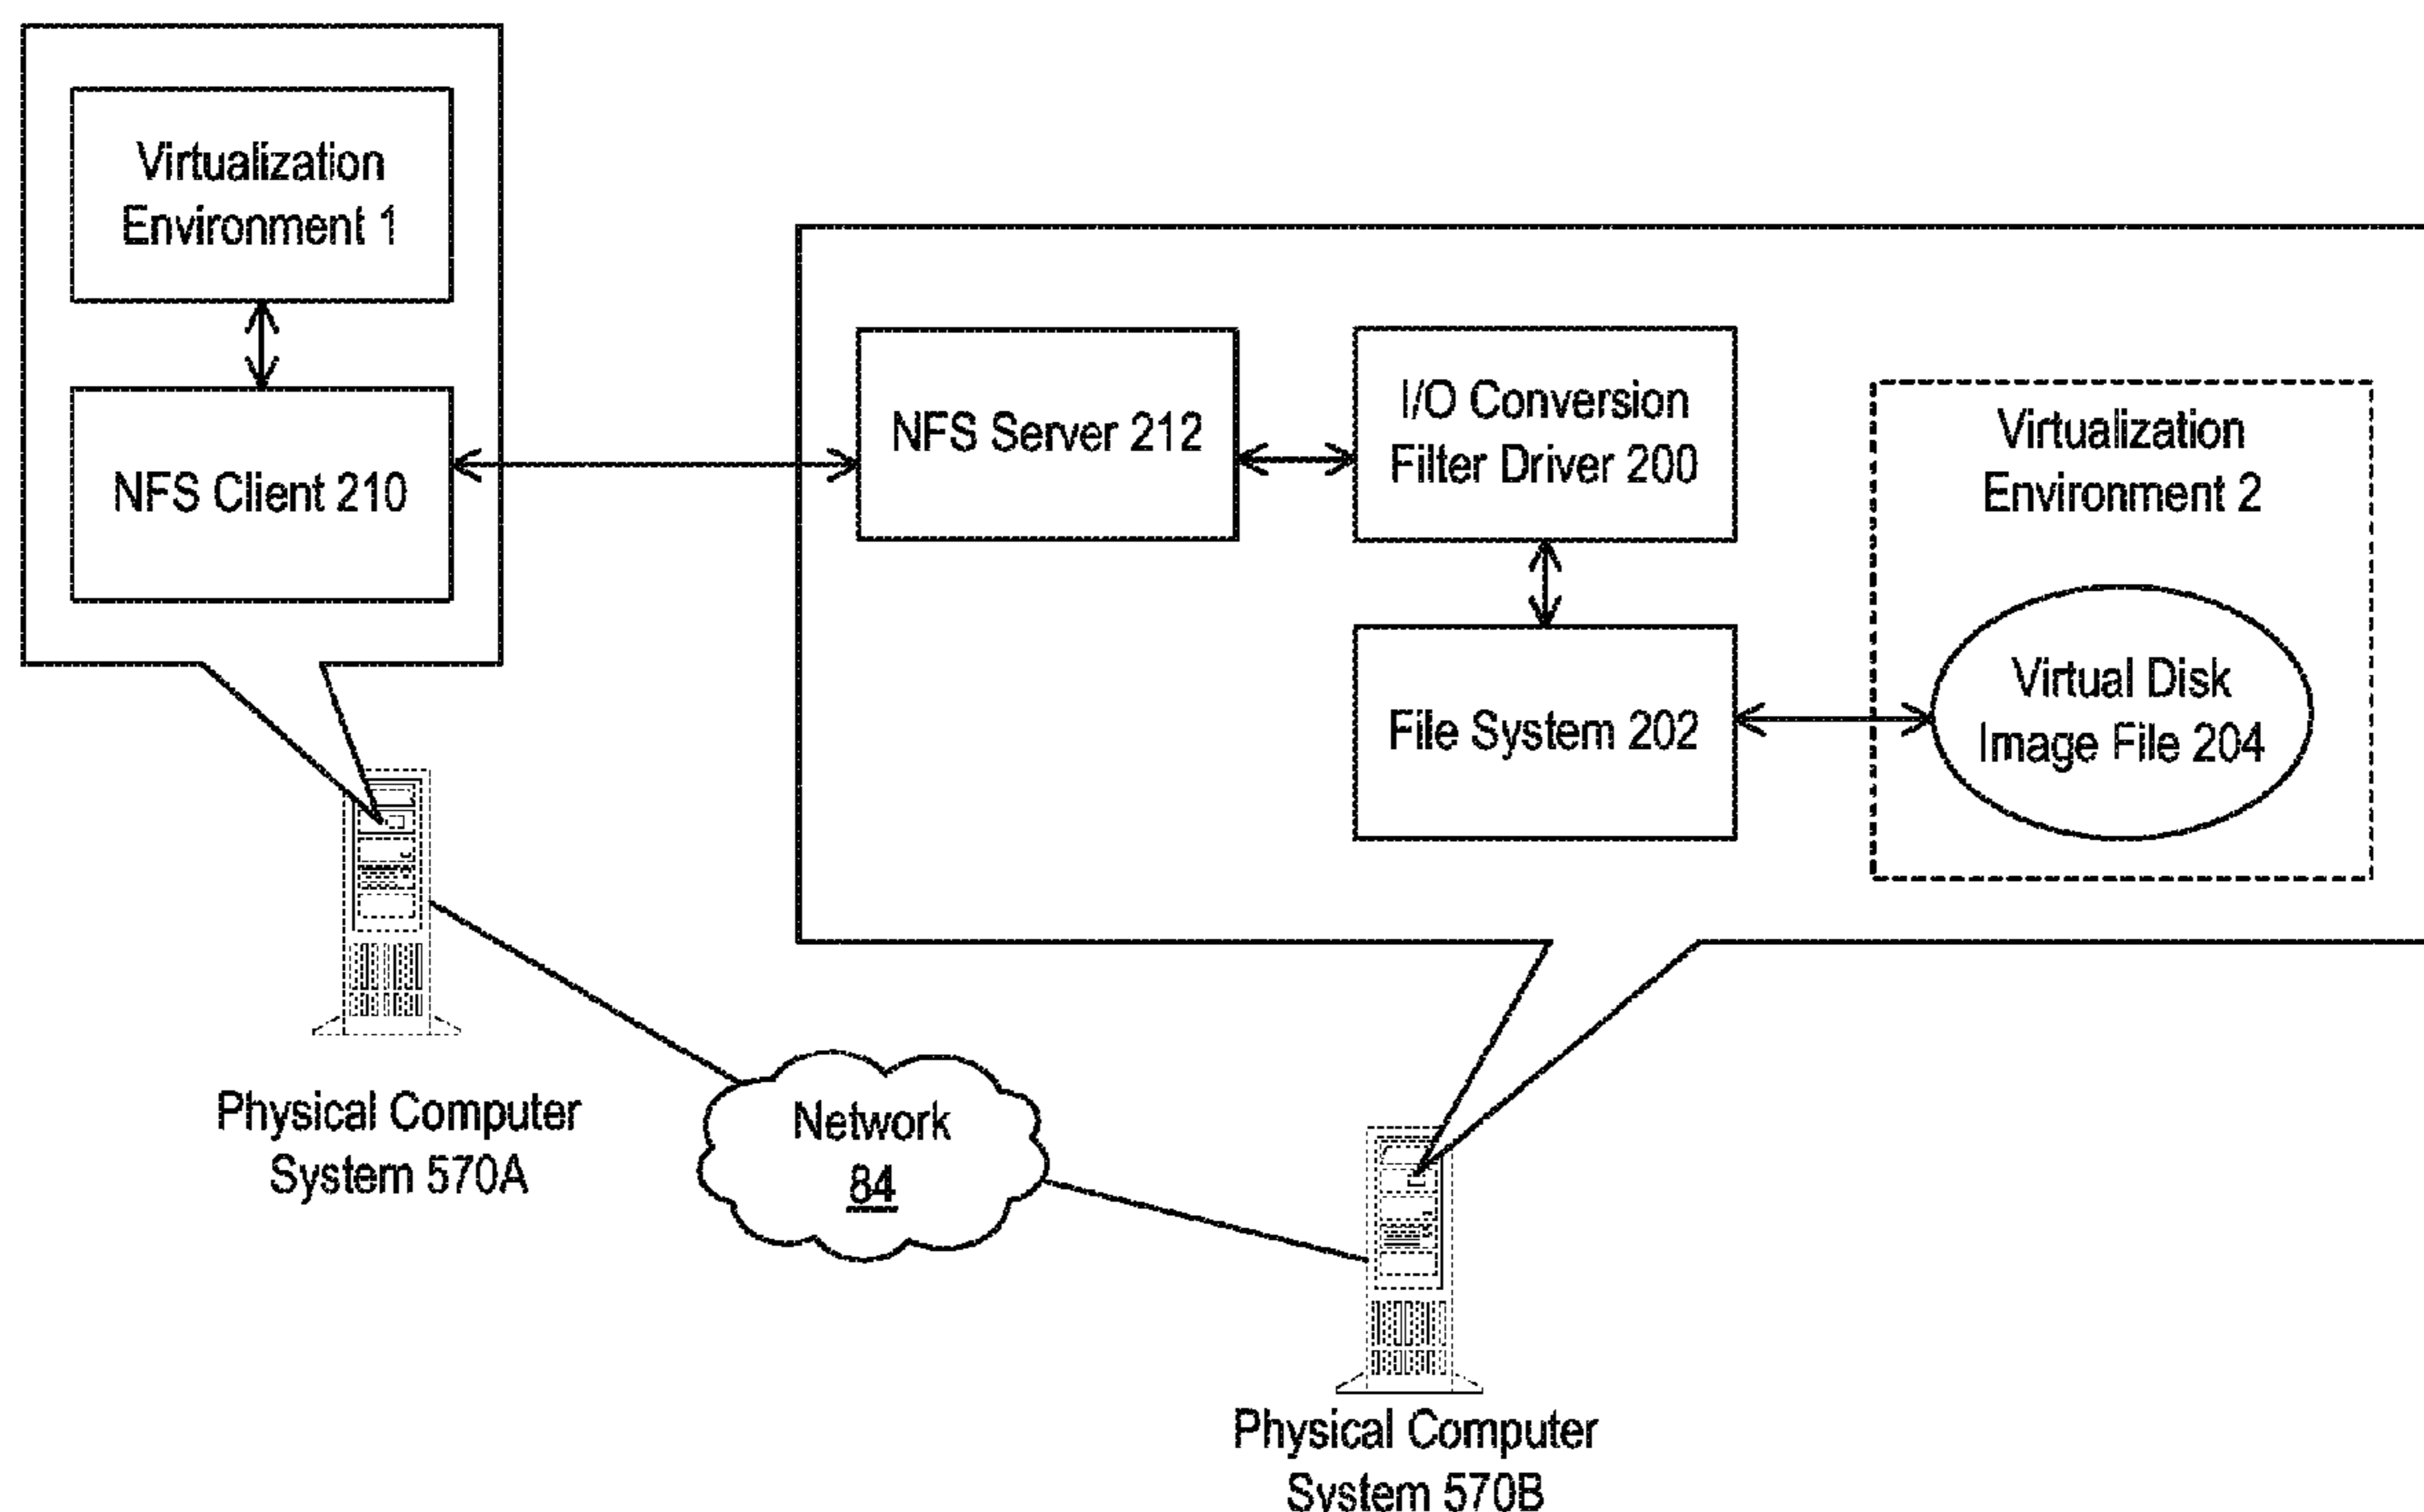 Virtualization
Environment 1
NFS Client 210
NFS Server 212
I/O Conversion
Filter Driver 200
File System 202
Virtualization
Environment 2
Virtual Disk
Image File 204
Physical Computer
System 570A
Network
84
Physical Computer
System 570B